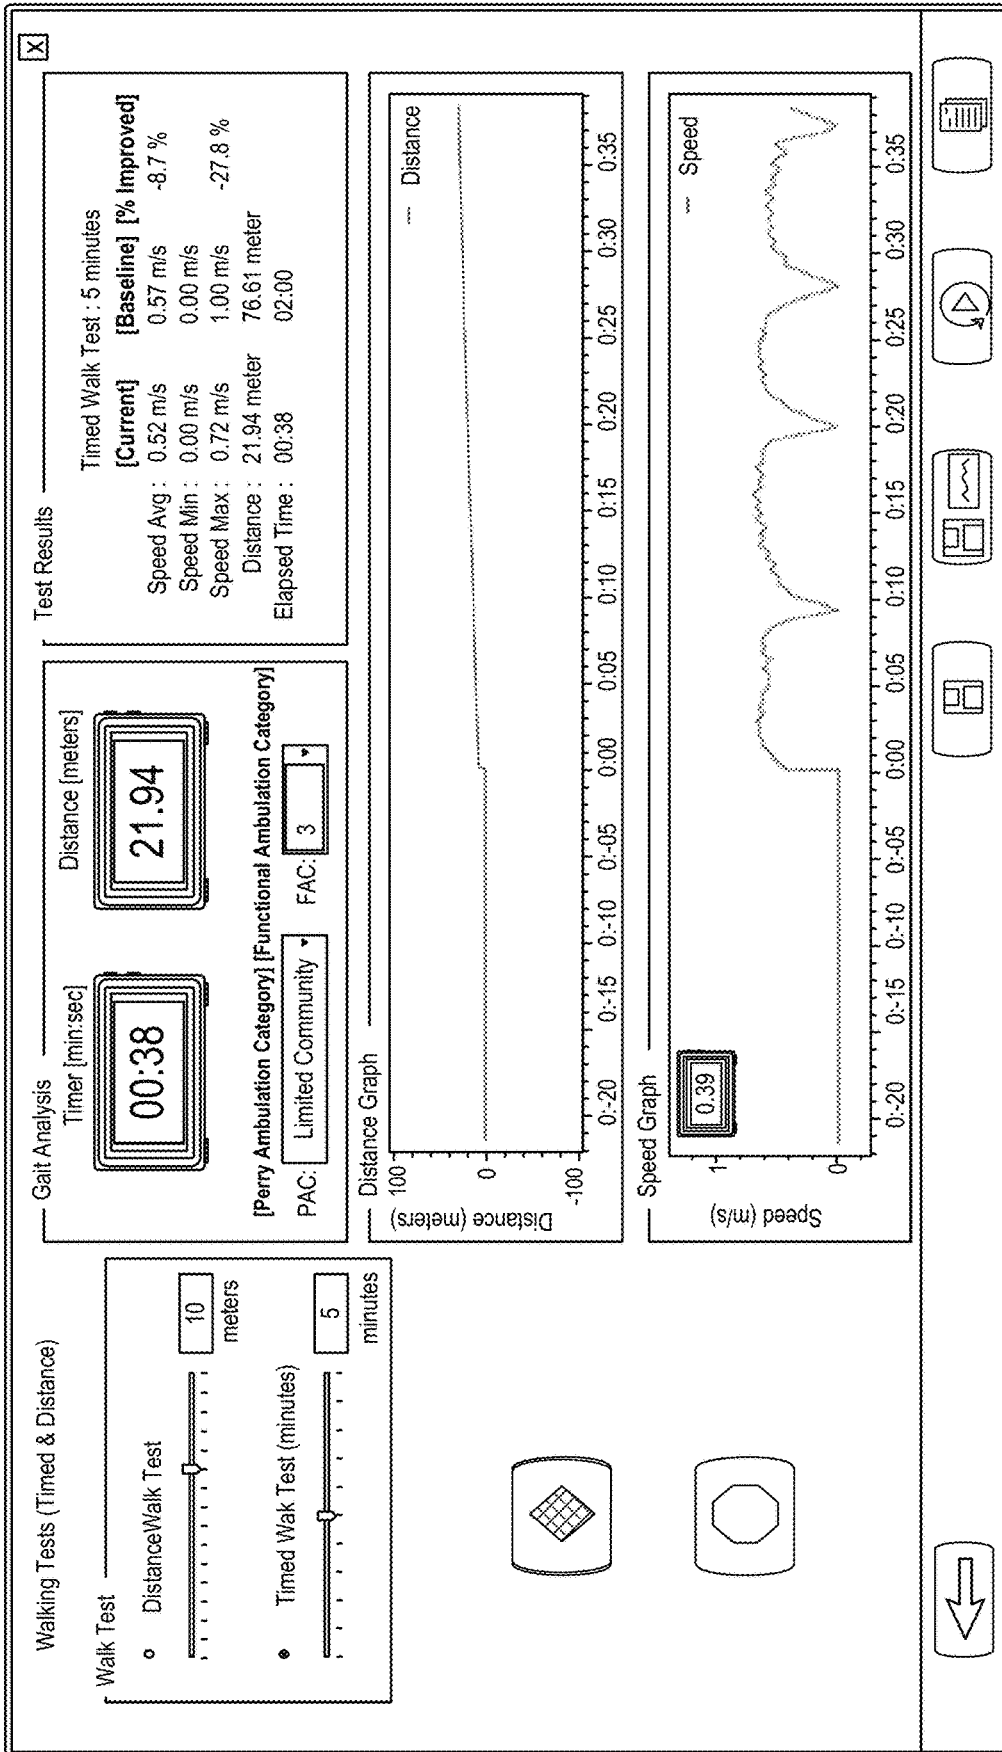 X
Walking Tests (Timed & Distance)
Walk Test
DistanceWalk Test
10
meters
Timed Wak Test (minutes)
5
minutes
Gait Analysis
Timer [min:sec]
Distance [meters]
00:38
21.94
[Perry Ambulation Category] [Functional Ambulation Category]
PAC: Limited Community
FAC: 3
Test Results
Timed Walk Test : 5 minutes
[Current] [Baseline] [% Improved]
Speed Avg : 0.52 m/s 0.57 m/s -8.7 %
Speed Min : 0.00 m/s 0.00 m/s
Speed Max : 0.72 m/s 1.00 m/s -27.8 %
Distance : 21.94 meter 76.61 meter
Elapsed Time : 00:38 02:00
Distance Graph
Distance
Distance (meters)
100
0
-100
0:-20 0:-15 0:-10 0:-05 0:00 0:05 0:10 0:15 0:20 0:25 0:30 0:35
Speed Graph
0.39
Speed
Speed (m/s)
1
0
0:-20 0:-15 0:-10 0:-05 0:00 0:05 0:10 0:15 0:20 0:25 0:30 0:35